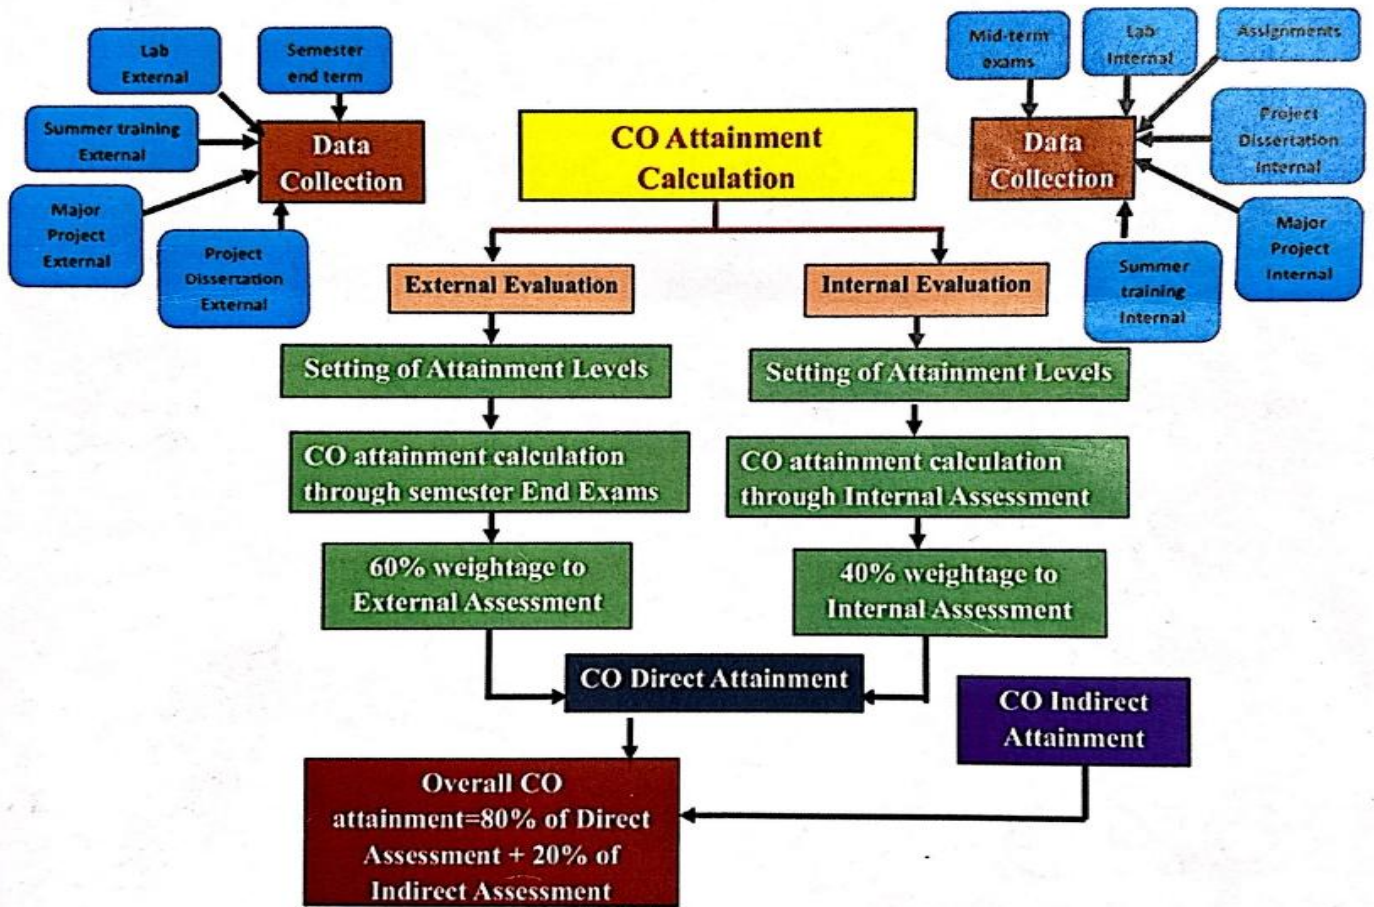 Lab
External
Semester
end term
Summer training
External
Major
Project
External
Project
Dissertation
External
Data
Collection
CO Attainment
Calculation
Mid-term
exams
Lab
Internal
Assignments
Project
Dissertation
Internal
Major
Project
Internal
Summer
training
Internal
Data
Collection
External Evaluation
Internal Evaluation
Setting of Attainment Levels
Setting of Attainment Levels
CO attainment calculation
through semester End Exams
CO attainment calculation
through Internal Assessment
60% weightage to
External Assessment
40% weightage to
Internal Assessment
CO Direct Attainment
CO Indirect
Attainment
Overall CO
attainment=80% of Direct
Assessment + 20% of
Indirect Assessment